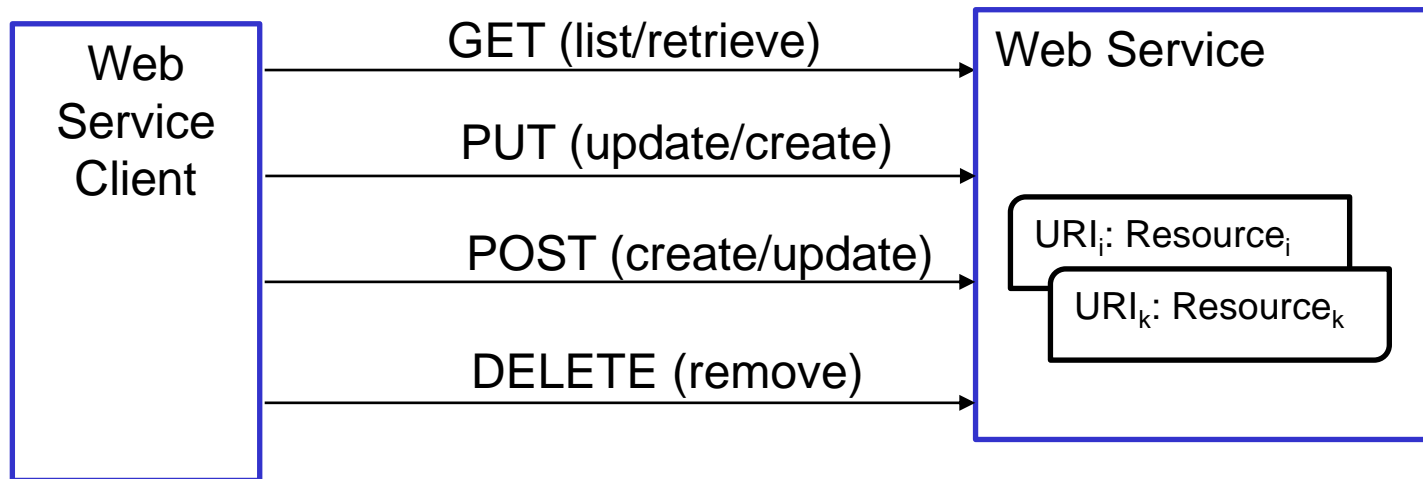 Web
Service
Client
GET (list/retrieve)
PUT (update/create)
POST (create/update)
DELETE (remove)
Web Service
URIi: Resourcei
URIk: Resourcek